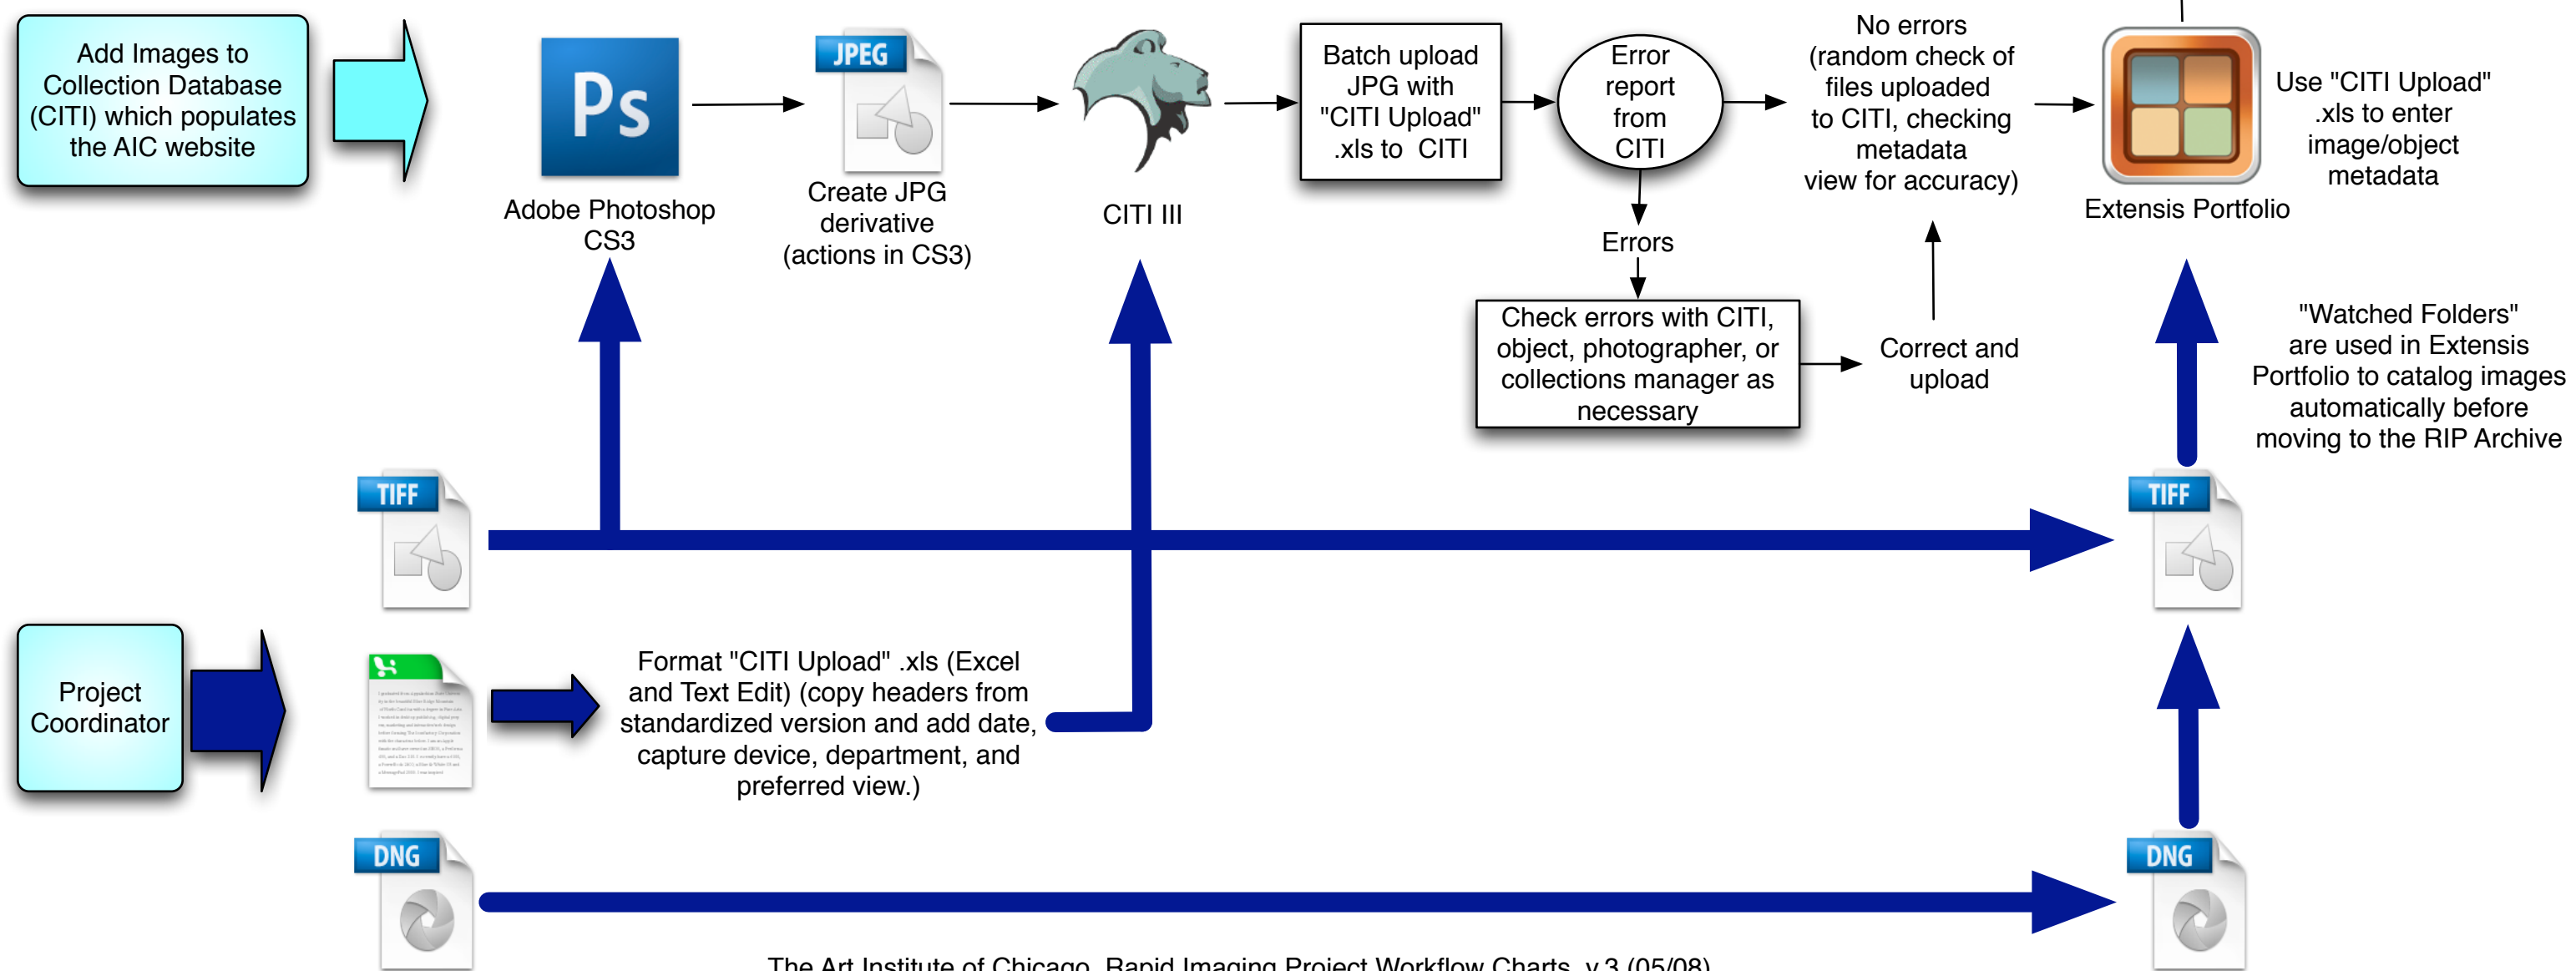 Add Images to
Collection Database
(CITI) which populates
the AIC website
Ps
Adobe Photoshop
CS3
JPEG
Create JPG
derivative
(actions in CS3)
CITI III
Batch upload
JPG with
"CITI Upload"
.xls to CITI
Error
report
from
CITI
No errors
(random check of
files uploaded
to CITI, checking
metadata
view for accuracy)
Extensis Portfolio
Use "CITI Upload"
.xls to enter
image/object
metadata
Errors
Check errors with CITI,
object, photographer, or
collections manager as
necessary
Correct and
upload
"Watched Folders"
are used in Extensis
Portfolio to catalog images
automatically before
moving to the RIP Archive
TIFF
TIFF
Project
Coordinator
Format "CITI Upload" .xls (Excel
and Text Edit) (copy headers from
standardized version and add date,
capture device, department, and
preferred view.)
DNG
DNG
The Art Institute of Chicago, Rapid Imaging Project Workflow Charts, v.3 (05/08)